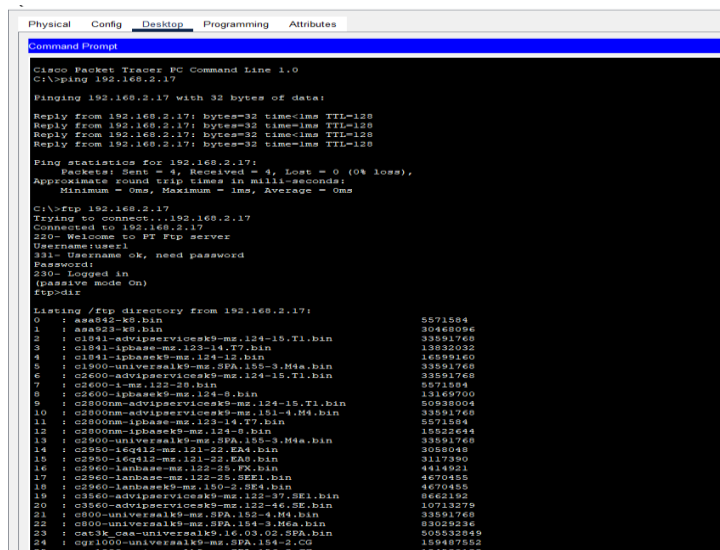 Physical Config Desktop Programming Attributes
Command Prompt
Cisco Packet Tracer PC Command Line 1.0
C:\>ping 192.168.2.17
Pinging 192.168.2.17 with 32 bytes of data:
Reply from 192.168.2.17: bytes=32 time<1ms TTL=128
Reply from 192.168.2.17: bytes=32 time<1ms TTL=128
Reply from 192.168.2.17: bytes=32 time<1ms TTL=128
Reply from 192.168.2.17: bytes=32 time<1ms TTL=128
Ping statistics for 192.168.2.17:
Packets: Sent = 4, Received = 4, Lost = 0 (0% loss),
Approximate round trip times in milli-seconds:
Minimum = 0ms, Maximum = 1ms, Average = 0ms
C:\>ftp 192.168.2.17
Trying to connect...192.168.2.17
Connected to 192.168.2.17
220- Welcome to PT Ftp server
Username:user1
331- Username ok, need password
Password:
230- Logged in
(passive mode On)
ftp>dir
Listing /ftp directory from 192.168.2.17:
0 : asa842-k8.bin 5571584
1 : asa923-k8.bin 30468096
2 : c1841-advipservicesk9-mz.124-15.T1.bin 33591768
3 : c1841-ipbase-mz.123-14.T7.bin 13832032
4 : c1841-ipbasek9-mz.124-12.bin 16599160
5 : c1900-universalk9-mz.SPA.155-3.M4a.bin 33591768
6 : c2600-advipservicesk9-mz.124-15.T1.bin 33591768
7 : c2600-i-mz.122-28.bin 5571584
8 : c2600-ipbasek9-mz.124-8.bin 13169700
9 : c2800nm-advipservicesk9-mz.124-15.T1.bin 50938004
10 : c2800nm-advipservicesk9-mz.151-4.M4.bin 33591768
11 : c2800nm-ipbase-mz.123-14.T7.bin 5571584
12 : c2800nm-ipbasek9-mz.124-8.bin 15522644
13 : c2900-universalk9-mz.SPA.155-3.M4a.bin 33591768
14 : c2950-i6q4l2-mz.121-22.EA4.bin 3058048
15 : c2950-i6q4l2-mz.121-22.EA8.bin 3117390
16 : c2960-lanbase-mz.122-25.FX.bin 4414921
17 : c2960-lanbase-mz.122-25.SEE1.bin 4670455
18 : c2960-lanbasek9-mz.150-2.SE4.bin 4670455
19 : c3560-advipservicesk9-mz.122-37.SE1.bin 8662192
20 : c3560-advipservicesk9-mz.122-46.SE.bin 10713279
21 : c800-universalk9-mz.SPA.152-4.M4.bin 33591768
22 : c800-universalk9-mz.SPA.154-3.M6a.bin 83029236
23 : cat3k_caa-universalk9.16.03.02.SPA.bin 505532849
24 : cgr1000-universalk9-mz.SPA.154-2.CG 159487552